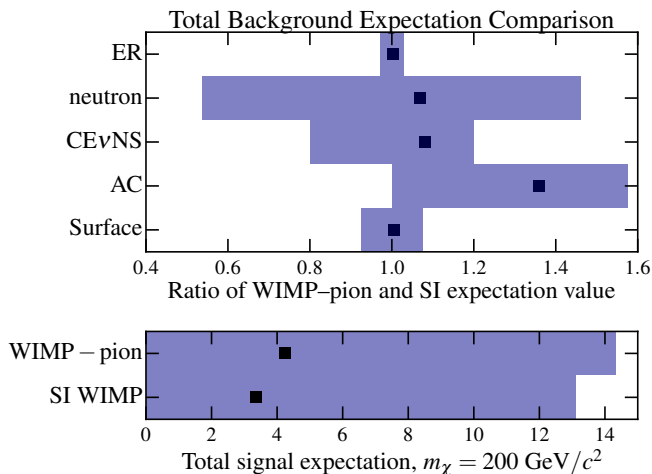 Total Background Expectation Comparison
ER
neutron
CEνNS
AC
Surface
0.4 0.6 0.8 1.0 1.2 1.4 1.6
Ratio of WIMP–pion and SI expectation value
WIMP − pion
SI WIMP
0 2 4 6 8 10 12 14
Total signal expectation, mχ = 200 GeV/c²